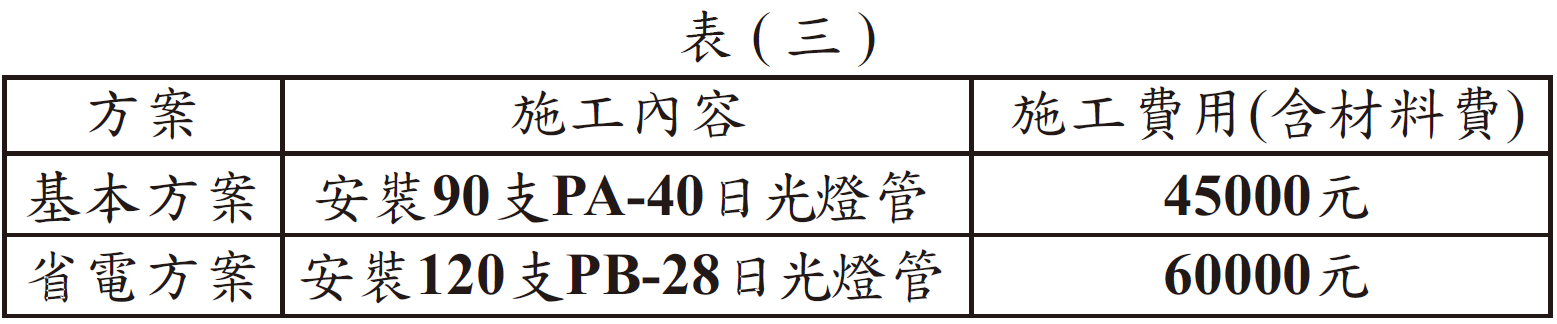 表(三)
方案 施工內容 施工費用(含材料費)
基本方案 安裝90支PA-40日光燈管 45000元
省電方案 安裝120支PB-28日光燈管 60000元